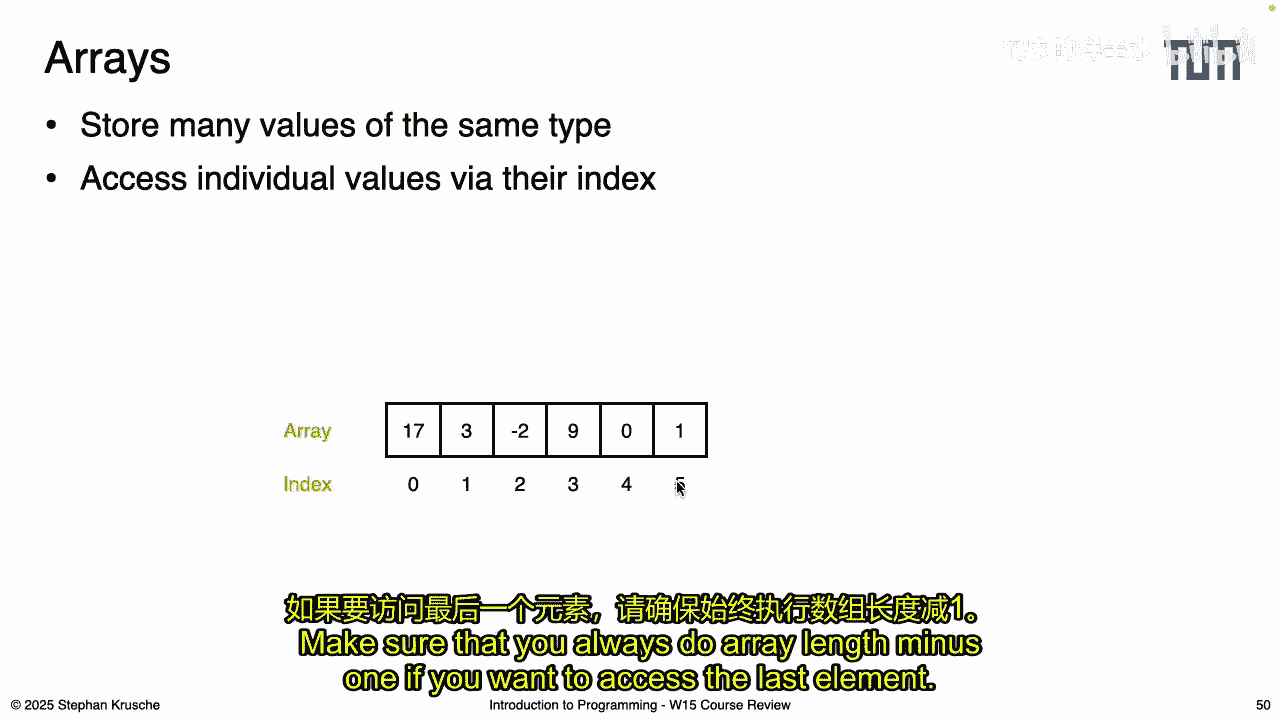 Arrays
• Store many values of the same type
• Access individual values via their index
Array 17 3 -2 9 0 1
Index 0 1 2 3 4 5
如果要访问最后一个元素，请确保始终执行数组长度减1。
Make sure that you always do array length minus
one if you want to access the last element.
© 2025 Stephan Krusche Introduction to Programming - W15 Course Review 50